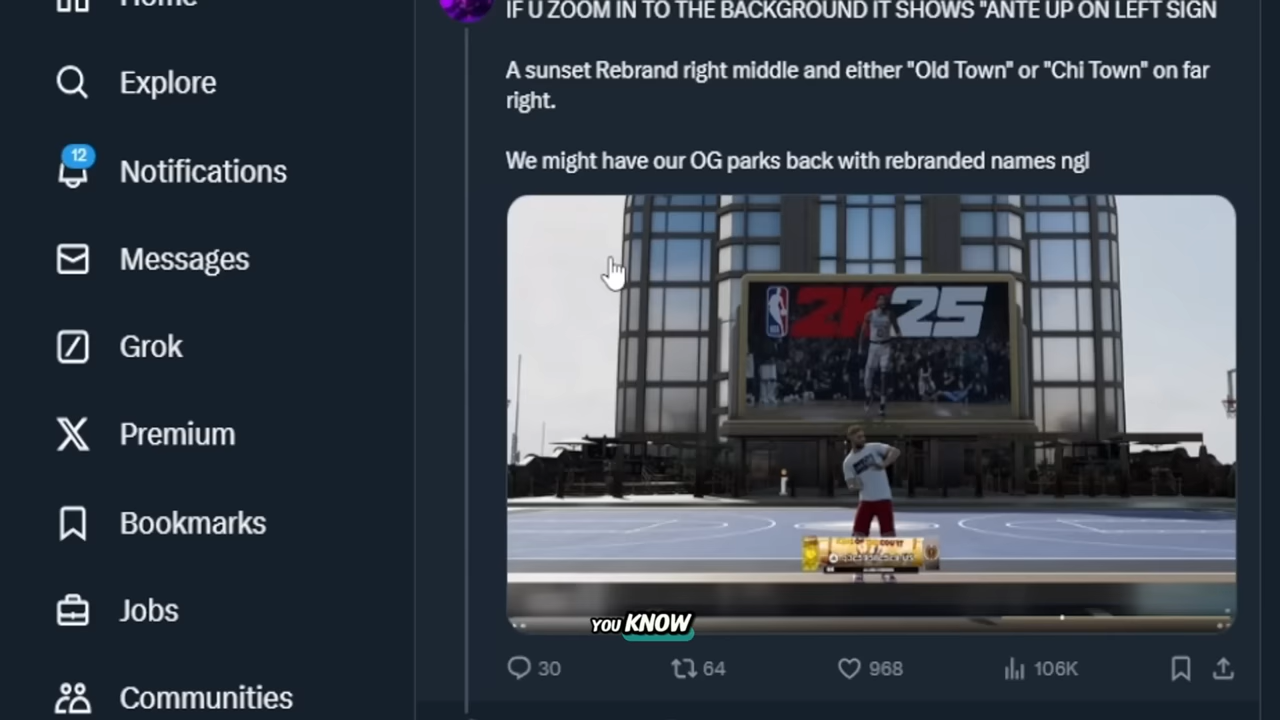 Home
Explore
12
Notifications
Messages
Grok
Premium
Bookmarks
Jobs
Communities
IF U ZOOM IN TO THE BACKGROUND IT SHOWS "ANTE UP ON LEFT SIGN
A sunset Rebrand right middle and either "Old Town" or "Chi Town" on far
right.
We might have our OG parks back with rebranded names ngl
2K25
YOU KNOW
30
64
968
106K